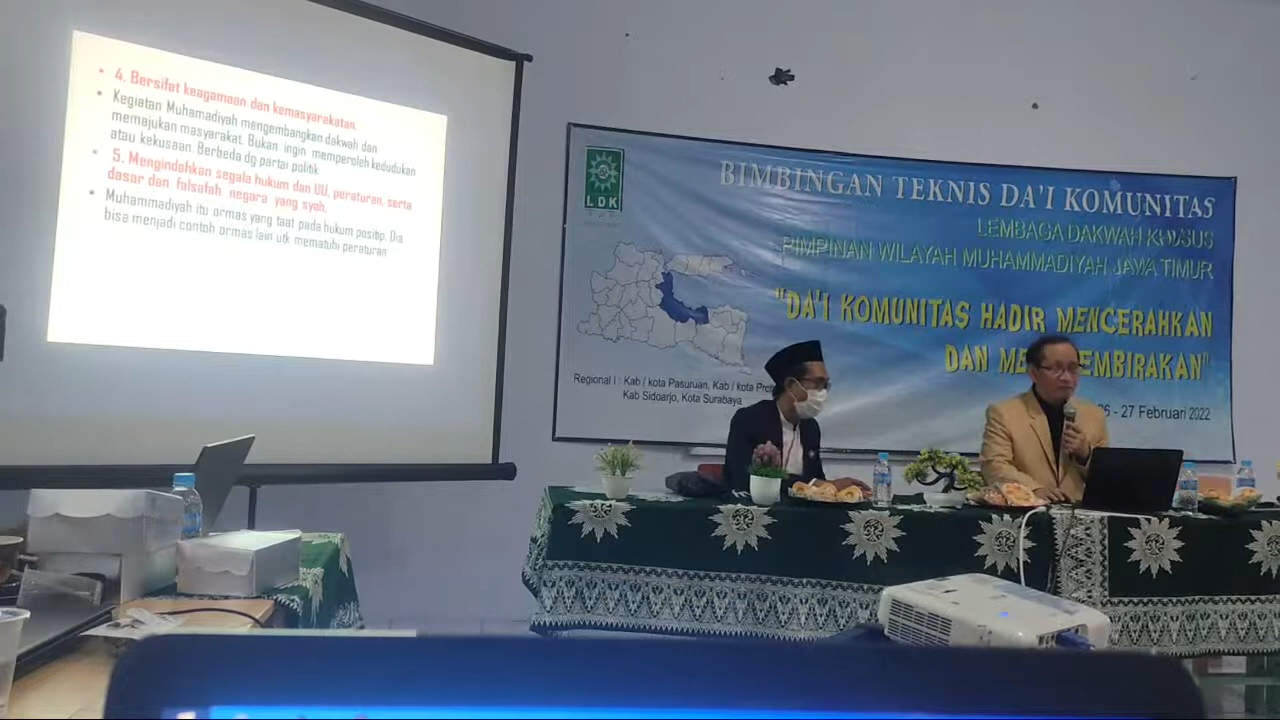 • 4. Bersifat keagamaan dan kemasyarakatan.
• Kegiatan Muhamadiyah mengembangkan dakwah dan
memajukan masyarakat. Bukan ingin memperoleh kedudukan
atau kekusaan. Berbeda dg partai politik
• 5. Mengindahkan segala hukum dan UU, peraturan, serta
dasar dan falsafah negara yang syah.
• Muhammadiyah itu ormas yang taat pada hukum positip. Dia
bisa menjadi contoh ormas lain utk mematuhi peraturan
LDK
BIMBINGAN TEKNIS DA'I KOMUNITAS
LEMBAGA DAKWAH KHUSUS
PIMPINAN WILAYAH MUHAMMADIYAH JAWA TIMUR
"DA'I KOMUNITAS HADIR MENCERAHKAN
DAN EMBIRAKAN"
Regional I : Kab / kota Pasuruan, Kab / kota
Kab Sidoarjo, Kota Surabaya
- 27 Februari 2022